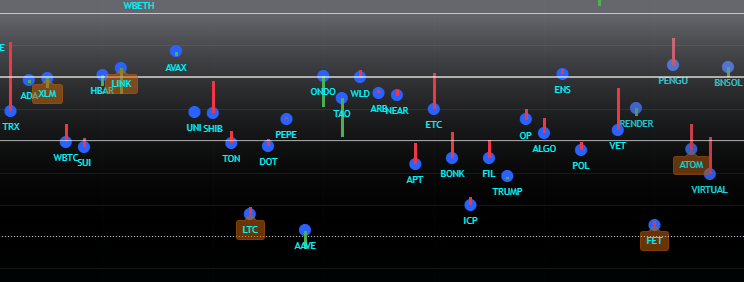 WBETH
E
AVAX
ADA
XLM
HBAR
LINK
ONDO
WLD
ENS
PENGU
BNSOL
ARB
NEAR
TAO
TRX
UNI
SHIB
PEPE
ETC
OP
RENDER
ALGO
VET
WBTC
SUI
TON
DOT
APT
BONK
FIL
POL
ATOM
TRUMP
VIRTUAL
ICP
LTC
AAVE
FET